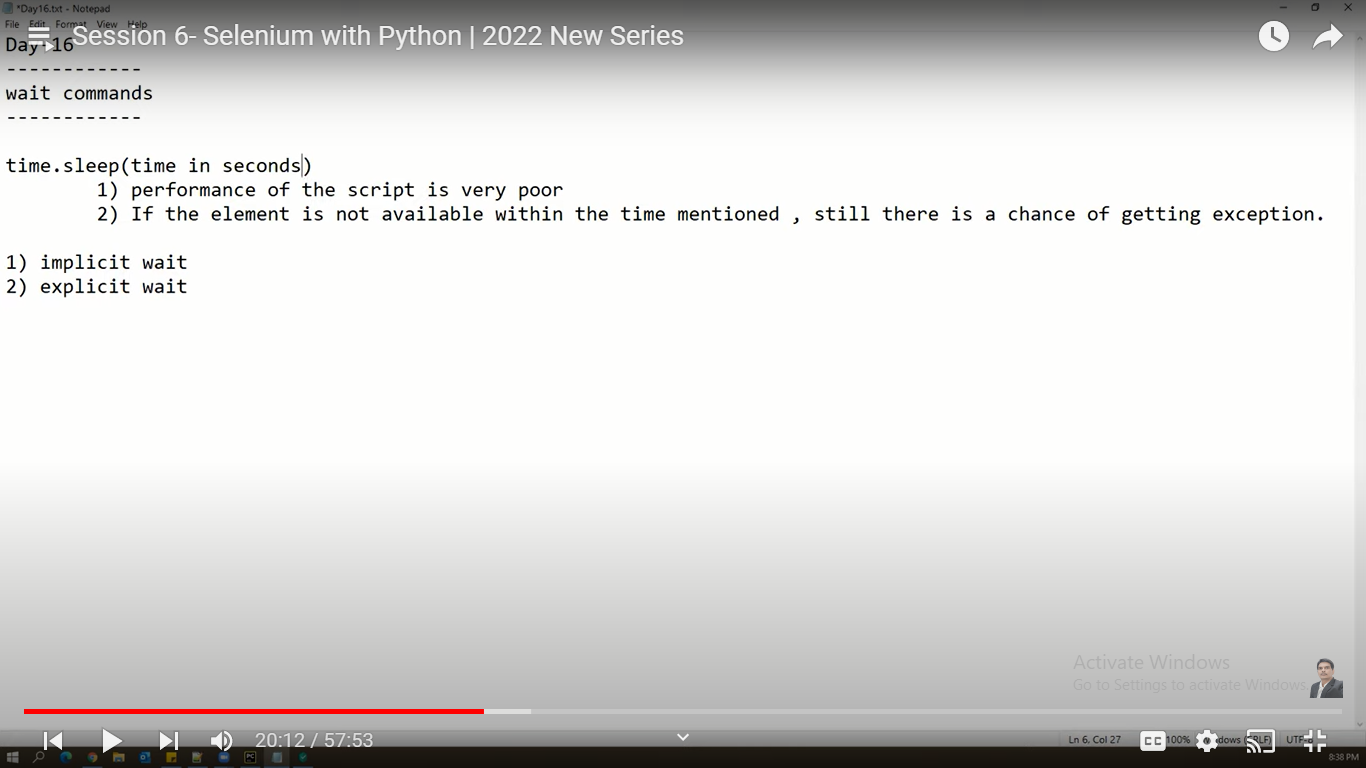 *Day16.txt - Notepad
File Edit Format View Help
Session 6- Selenium with Python | 2022 New Series
Day-16
------------
wait commands
------------
time.sleep(time in seconds)
1) performance of the script is very poor
2) If the element is not available within the time mentioned , still there is a chance of getting exception.
1) implicit wait
2) explicit wait
Activate Windows
Go to Settings to activate Windows.
20:12 / 57:53
Ln 6, Col 27
CC
100%
8:38 PM